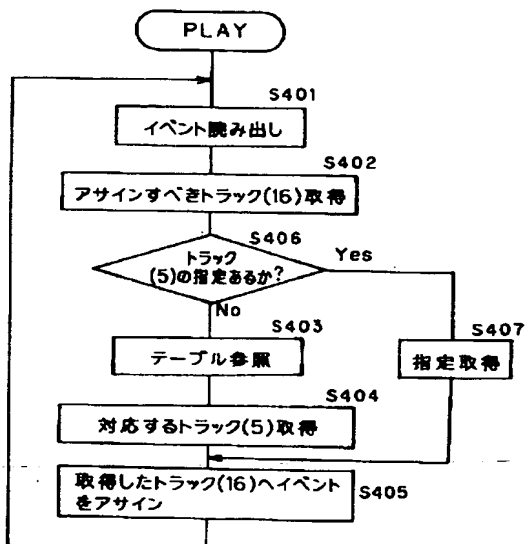 PLAY
S401
イベント読み出し
S402
アサインすべきトラック(16)取得
S406
トラック
(5)の指定あるか?
Yes
No
S403
テーブル参照
S407
指定取得
S404
対応するトラック(5)取得
取得したトラック(16)へイベント
をアサイン
S405